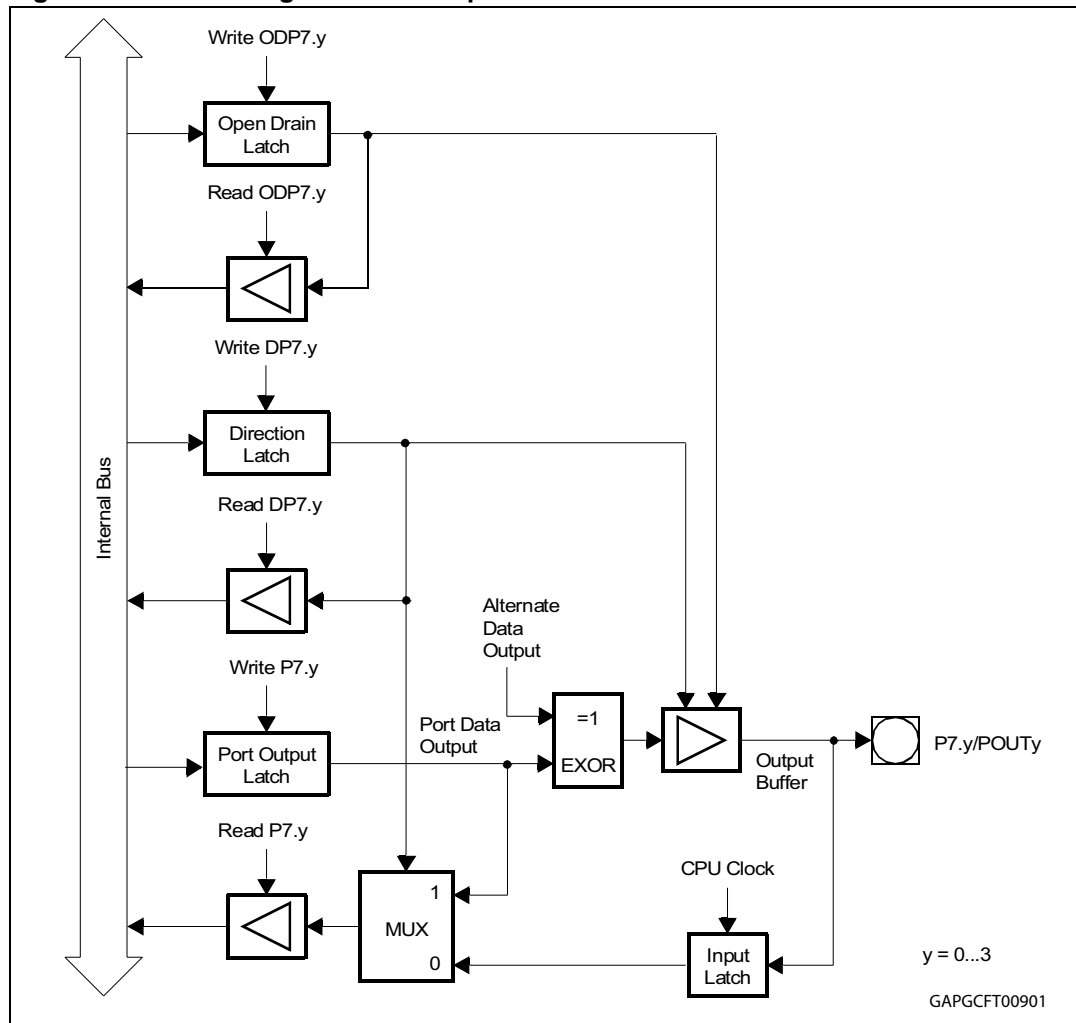 Write ODP7.y
Open Drain
Latch
Read ODP7.y
Write DP7.y
Direction
Latch
Internal Bus
Read DP7.y
Alternate
Data
Output
Write P7.y
=1
EXOR
Port Data
Output
Port Output
Latch
P7.y/POUTy
Output
Buffer
Read P7.y
CPU Clock
1
MUX
0
Input
Latch
y = 0...3
GAPGCFT00901